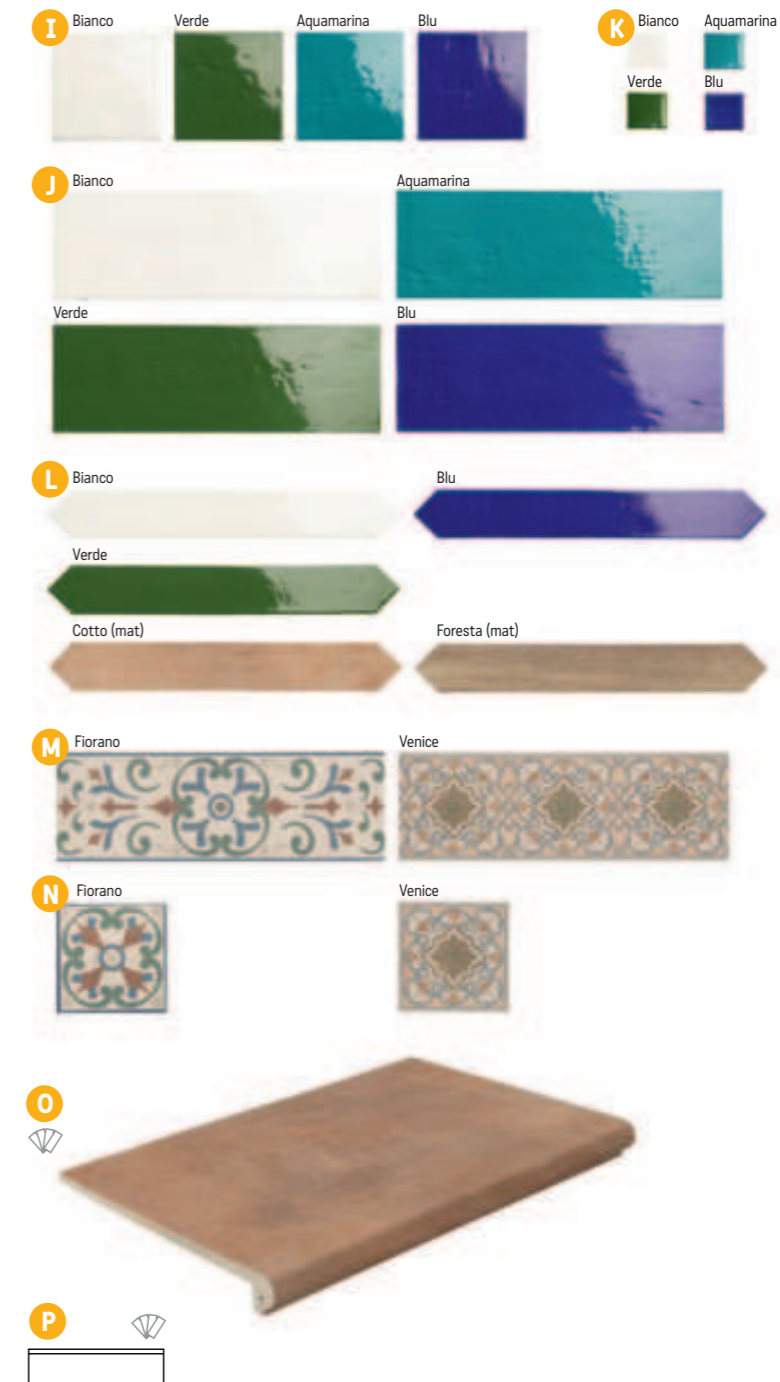 I Bianco Verde Aquamarina Blu
K Bianco Aquamarina
Verde Blu
J Bianco Aquamarina
Verde Blu
L Bianco Blu
Verde
Cotto (mat) Foresta (mat)
M Fiorano Venice
N Fiorano Venice
O
P